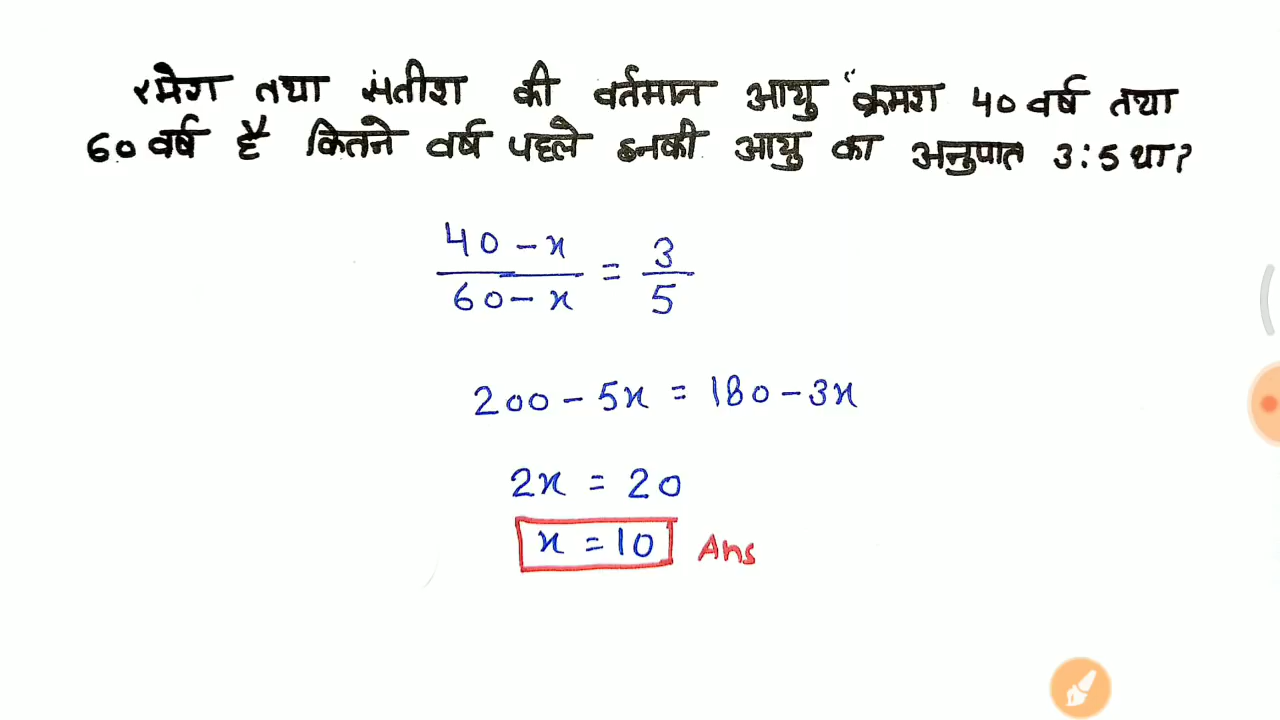 रमेश तथा सतीश की वर्तमान आयु क्रमश 40 वर्ष तथा
60 वर्ष है कितने वर्ष पहले इनकी आयु का अनुपात 3:5 था?
40 - x
60 - x
=
3
5
200 - 5x = 180 - 3x
2x = 20
x = 10 Ans